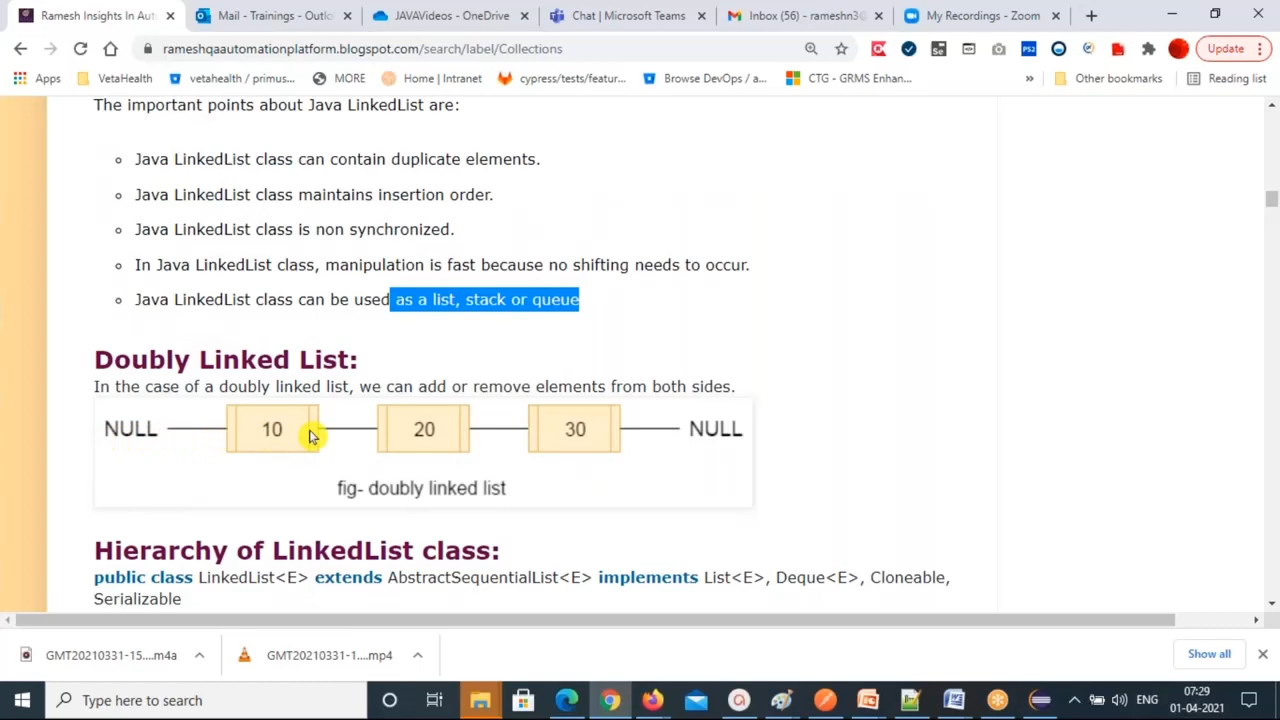 Ramesh Insights In Aut
Mail - Trainings - Outlo
JAVAVideos - OneDrive
Chat | Microsoft Teams
Inbox (56) - rameshn3@
My Recordings - Zoom
rameshqaautomationplatform.blogspot.com/search/label/Collections
Update
Apps
VetaHealth
vetahealth / primus...
MORE
Home | Intranet
cypress/tests/featur...
Browse DevOps / a...
CTG - GRMS Enhan...
»
Other bookmarks
Reading list
The important points about Java LinkedList are:
Java LinkedList class can contain duplicate elements.
Java LinkedList class maintains insertion order.
Java LinkedList class is non synchronized.
In Java LinkedList class, manipulation is fast because no shifting needs to occur.
Java LinkedList class can be used as a list, stack or queue
Doubly Linked List:
In the case of a doubly linked list, we can add or remove elements from both sides.
NULL 10 20 30 NULL
fig- doubly linked list
Hierarchy of LinkedList class:
public class LinkedList<E> extends AbstractSequentialList<E> implements List<E>, Deque<E>, Cloneable,
Serializable
GMT20210331-15....m4a
GMT20210331-1....mp4
Show all
Type here to search
ENG
07:29
01-04-2021